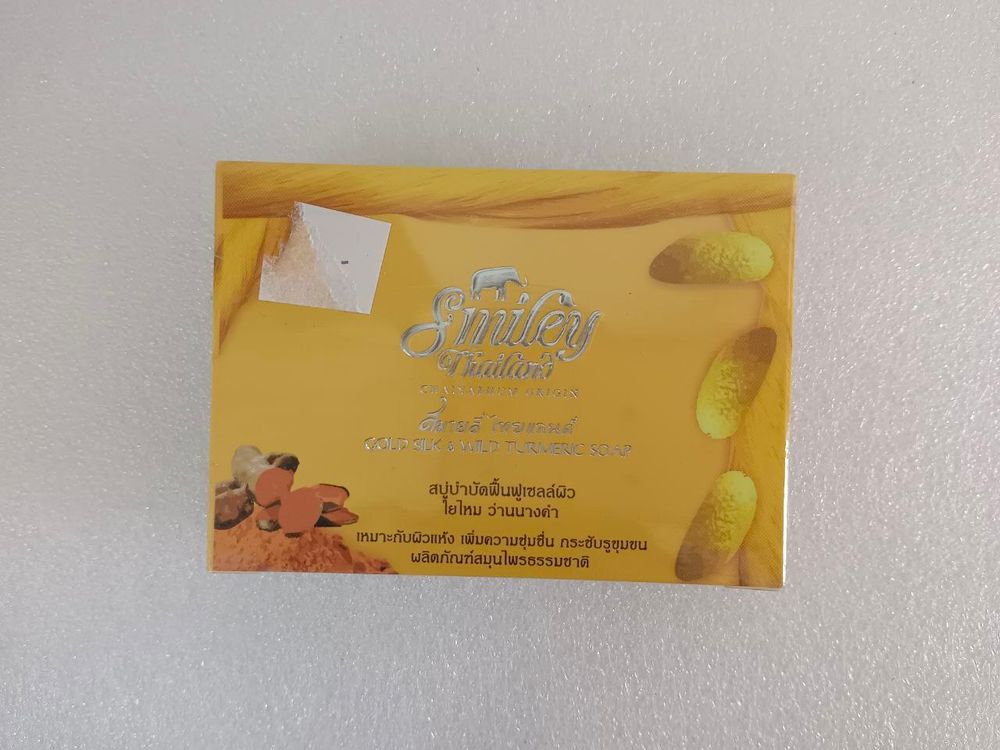 Smiley
Thailand
ORIGIN
สมายลี่ ไทยแลนด์
GOLD SILK & WILD TURMERIC SOAP
สบู่บำบัดฟื้นฟูเซลล์ผิว
ใยไหม ว่านนางคำ
เหมาะกับผิวแห้ง เพิ่มความชุ่มชื่น กระชับรูขุมขน
ผลิตภัณฑ์สมุนไพรธรรมชาติ